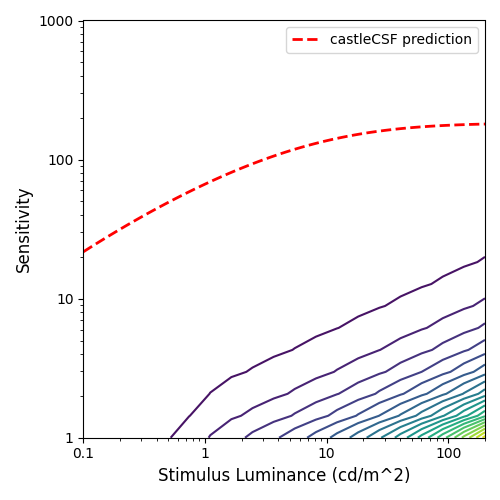 1000
castleCSF prediction
100
Sensitivity
10
1
0.1 1 10 100
Stimulus Luminance (cd/m^2)